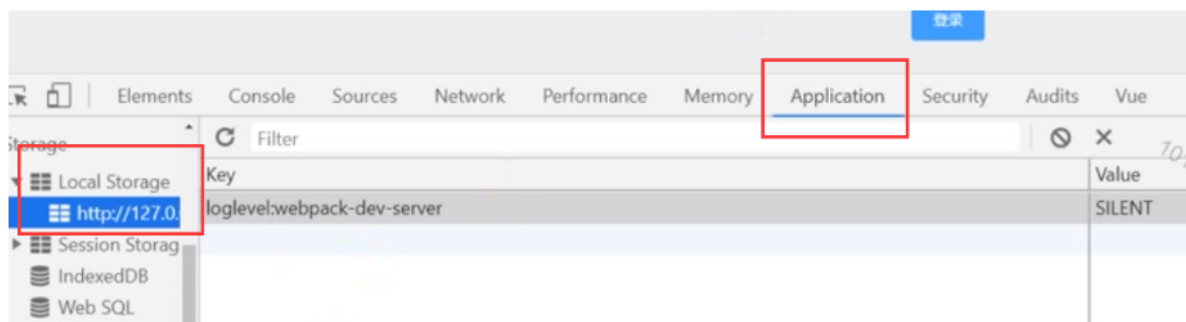 登录
Elements Console Sources Network Performance Memory Application Security Audits Vue
Storage
Filter
Local Storage
Key Value
http://127.0.
loglevel:webpack-dev-server SILENT
Session Storag
IndexedDB
Web SQL